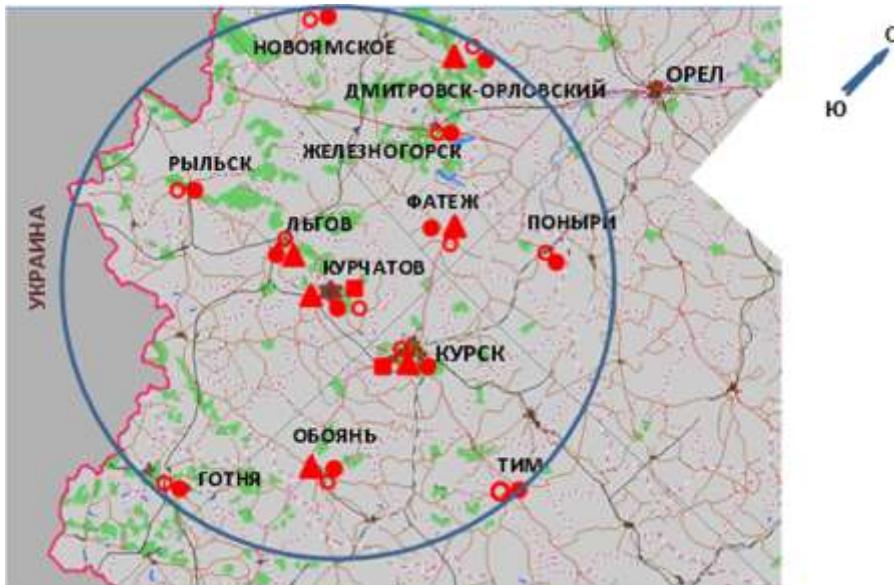 НОВОЯМСКОЕ
С
ОРЕЛ
ДМИТРОВСК-ОРЛОВСКИЙ
Ю
ЖЕЛЕЗНОГОРСК
РЫЛЬСК
ФАТЕЖ
ПОНЫРИ
ЛЬГОВ
УКРАИНА
КУРЧАТОВ
КУРСК
ОБОЯНЬ
ТИМ
ГОТНЯ